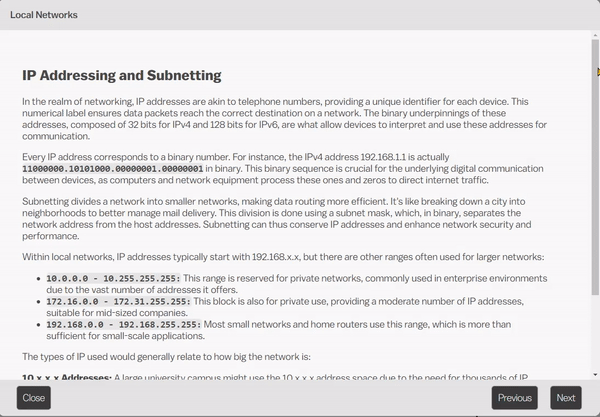 Local Networks
IP Addressing and Subnetting
In the realm of networking, IP addresses are akin to telephone numbers, providing a unique identifier for each device. This
numerical label ensures data packets reach the correct destination on a network. The binary underpinnings of these
addresses, composed of 32 bits for IPv4 and 128 bits for IPv6, are what allow devices to interpret and use these addresses for
communication.
Every IP address corresponds to a binary number. For instance, the IPv4 address 192.168.1.1 is actually
11000000.10101000.00000001.00000001 in binary. This binary sequence is crucial for the underlying digital communication
between devices, as computers and network equipment process these ones and zeros to direct internet traffic.
Subnetting divides a network into smaller networks, making data routing more efficient. It's like breaking down a city into
neighborhoods to better manage mail delivery. This division is done using a subnet mask, which, in binary, separates the
network address from the host addresses. Subnetting can thus conserve IP addresses and enhance network security and
performance.
Within local networks, IP addresses typically start with 192.168.x.x, but there are other ranges often used for larger networks:
• 10.0.0.0 - 10.255.255.255: This range is reserved for private networks, commonly used in enterprise environments
due to the vast number of addresses it offers.
• 172.16.0.0 - 172.31.255.255: This block is also for private use, providing a moderate number of IP addresses,
suitable for mid-sized companies.
• 192.168.0.0 - 192.168.255.255: Most small networks and home routers use this range, which is more than
sufficient for small-scale applications.
The types of IP used would generally relate to how big the network is:
10.x.x.x Addresses: A large university campus might use the 10.x.x.x address space due to the need for thousands of IP
Close
Previous
Next